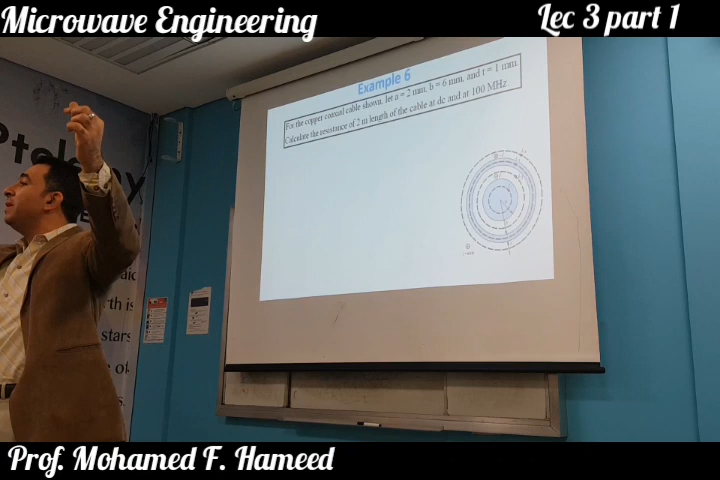 Microwave Engineering
Lec 3 part 1
Example 6
For the copper coaxial cable shown, let a = 2 mm, b = 6 mm, and t = 1 mm.
Calculate the resistance of 2 m length of the cable at dc and at 100 MHz
th is
stars
Prof. Mohamed F. Hameed